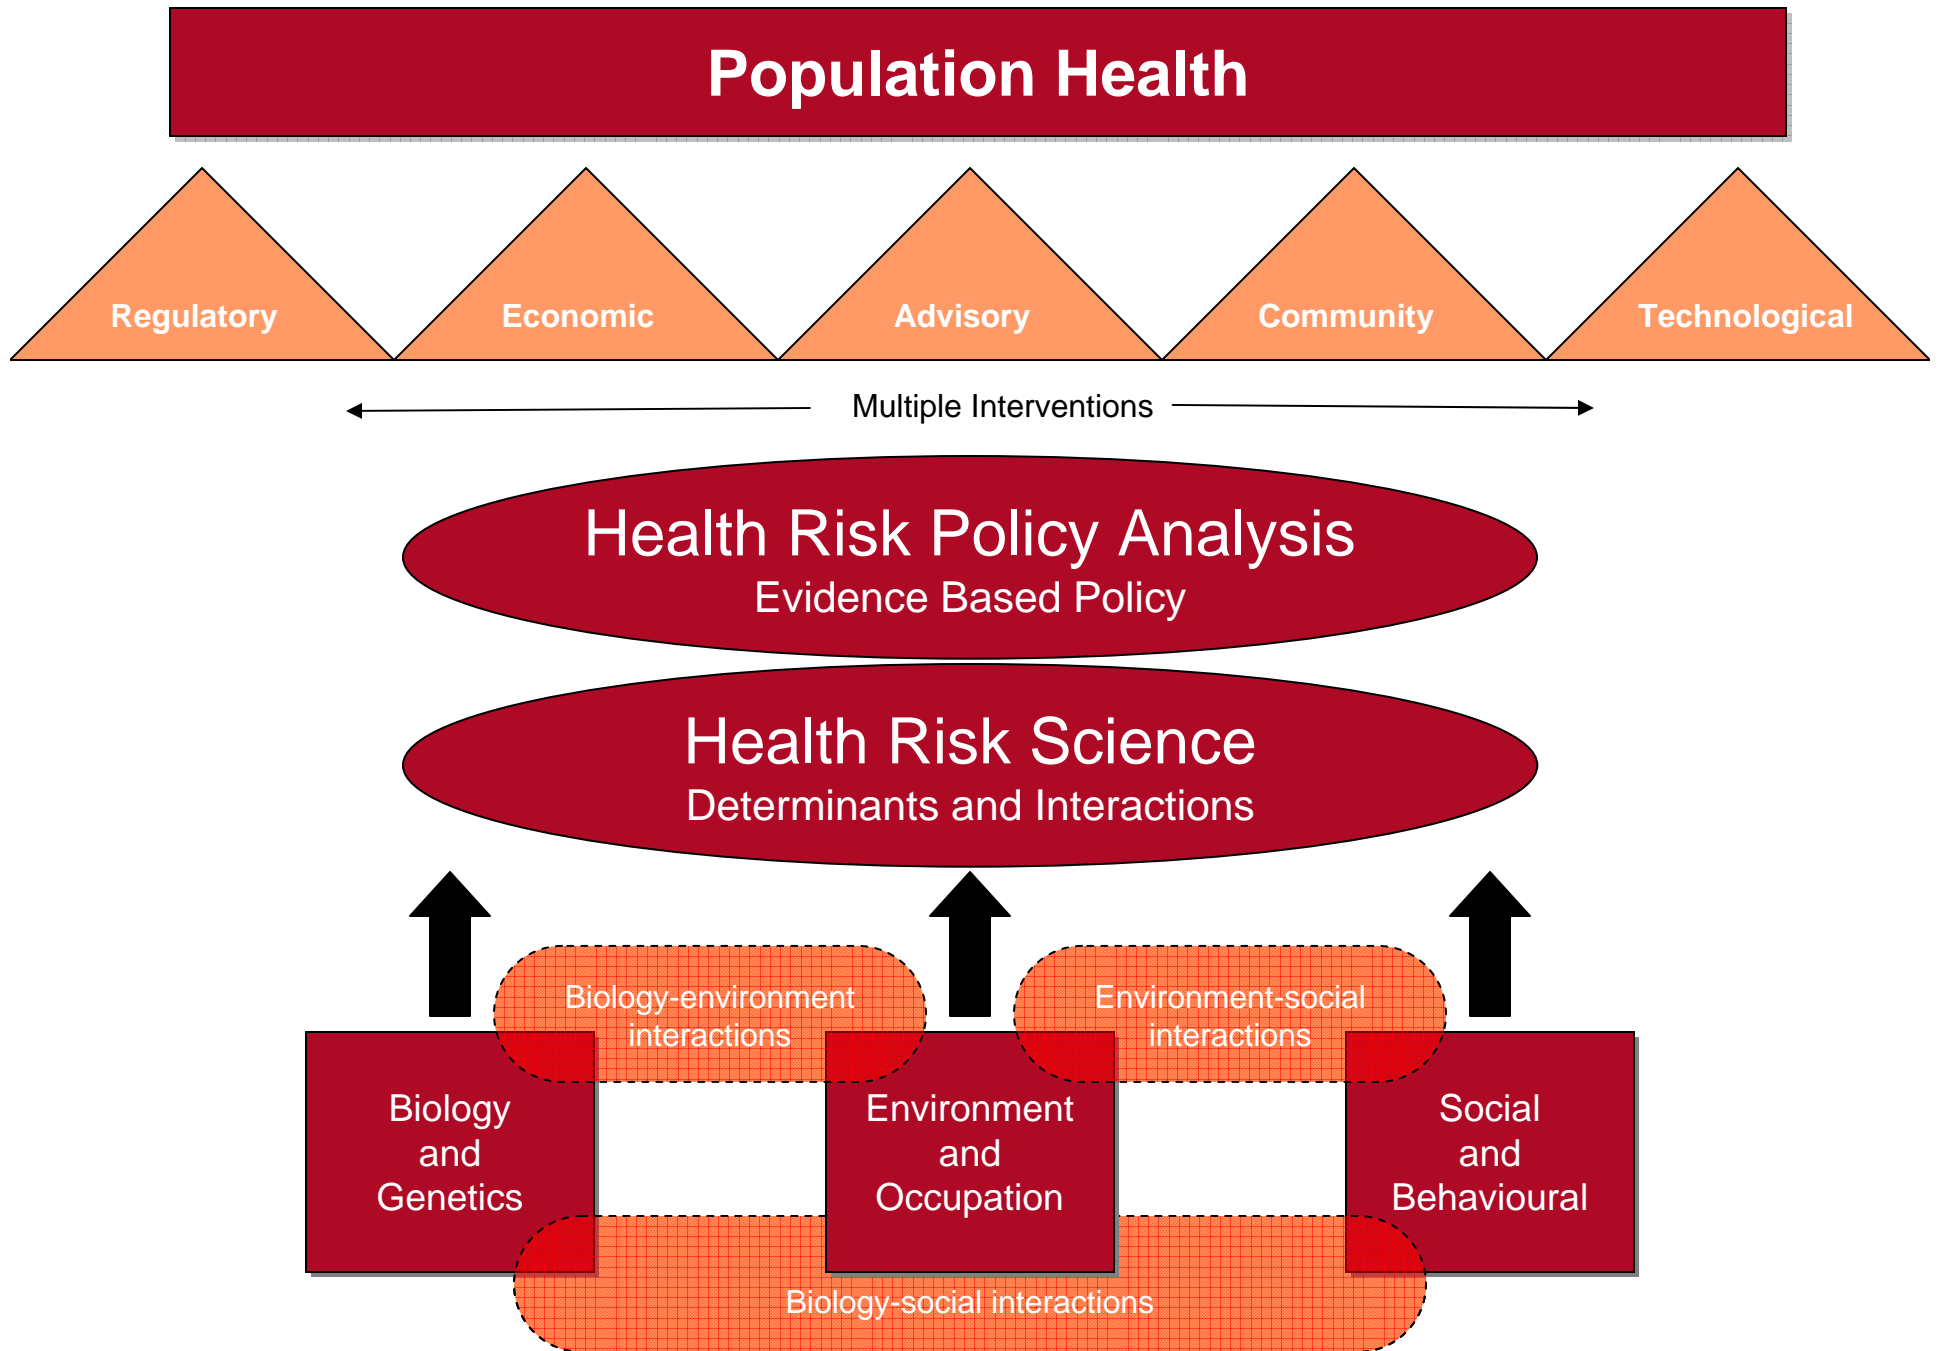 Population Health
Regulatory
Economic
Advisory
Community
Technological
Multiple Interventions
Health Risk Policy Analysis
Evidence Based Policy
Health Risk Science
Determinants and Interactions
Biology-environment
interactions
Environment-social
interactions
Biology
and
Genetics
Environment
and
Occupation
Social
and
Behavioural
Biology-social interactions